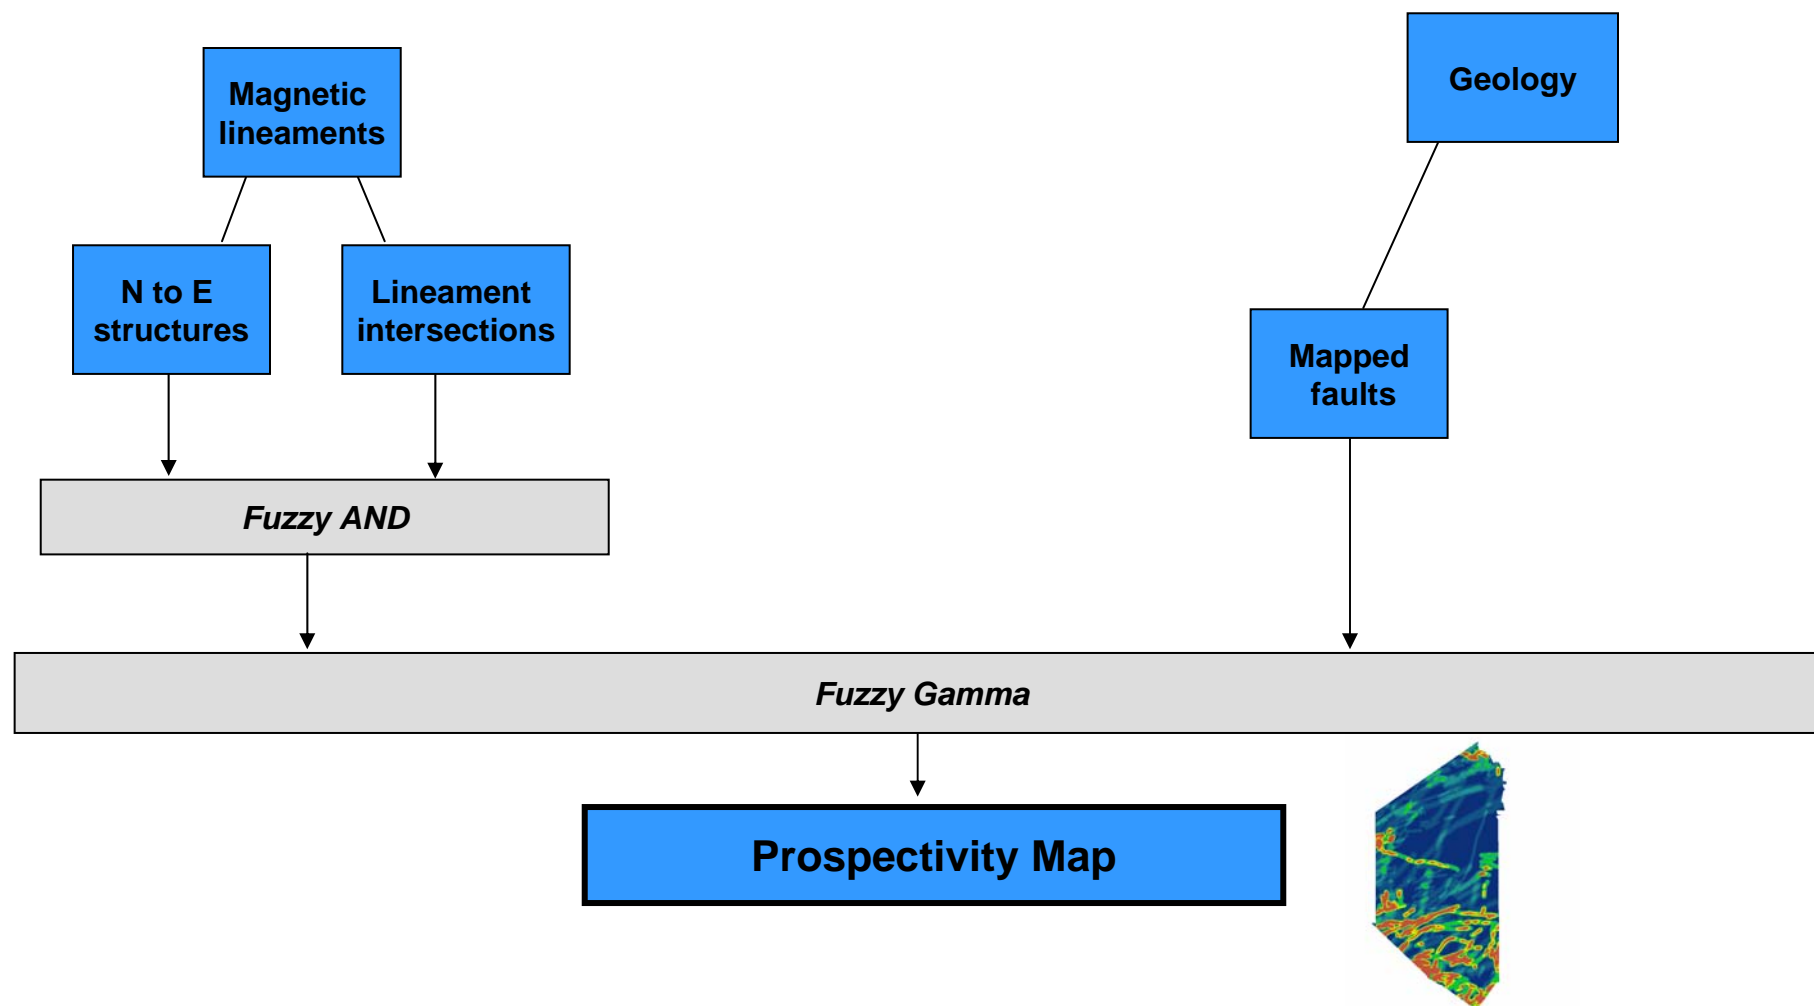 Magnetic
lineaments
Geology
N to E
structures
Lineament
intersections
Mapped
faults
Fuzzy AND
Fuzzy Gamma
Prospectivity Map